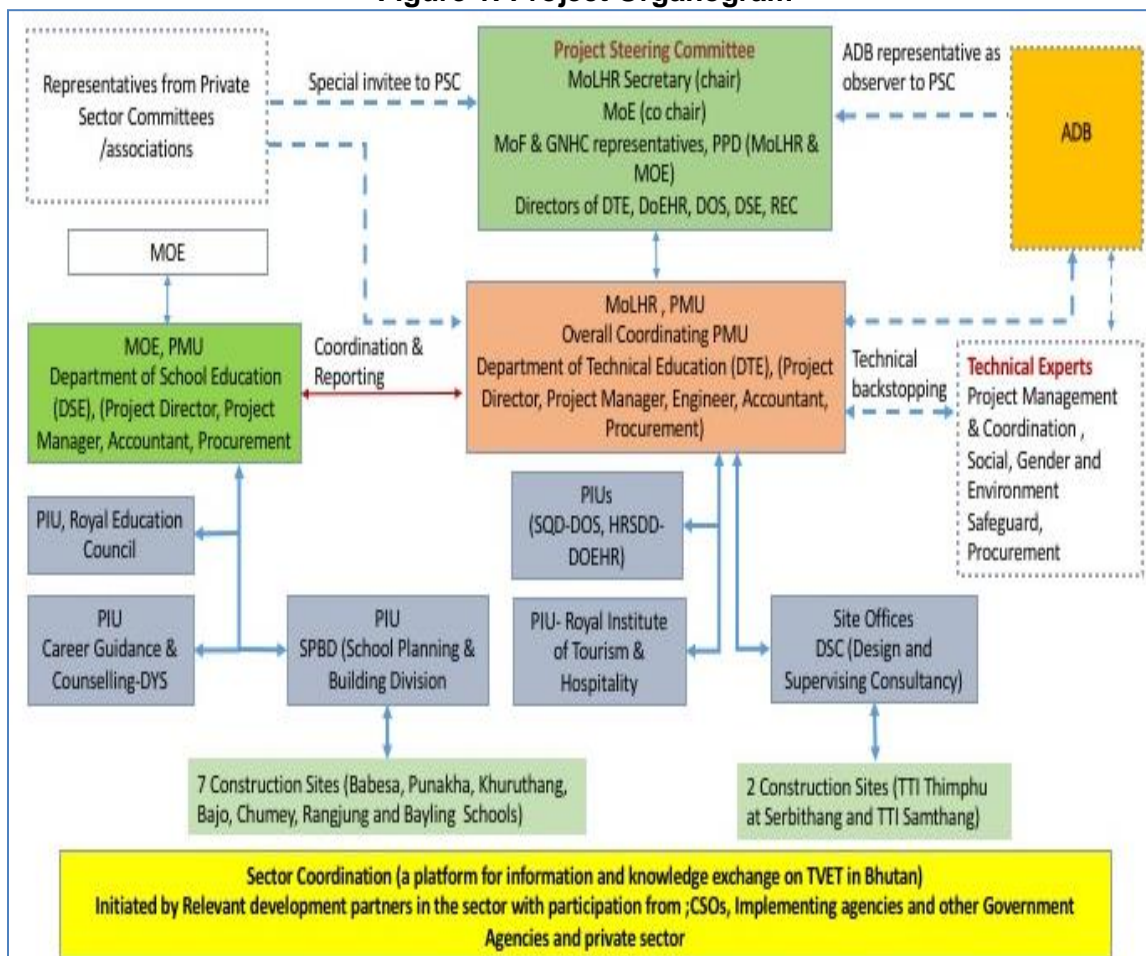 Representatives from Private
Sector Committees
/associations
Special invitee to PSC
Project Steering Committee
MoLHR Secretary (chair)
MoE (co chair)
MoF & GNHC representatives, PPD (MoLHR &
MOE)
Directors of DTE, DoEHR, DOS, DSE, REC
ADB representative as
observer to PSC
ADB
MOE
MOE, PMU
Department of School Education
(DSE), (Project Director, Project
Manager, Accountant, Procurement
Coordination &
Reporting
MoLHR , PMU
Overall Coordinating PMU
Department of Technical Education (DTE), (Project
Director, Project Manager, Engineer, Accountant,
Procurement)
Technical
backstopping
Technical Experts
Project Management
& Coordination ,
Social, Gender and
Environment
Safeguard,
Procurement
PIU, Royal Education
Council
PIU
Career Guidance &
Counselling-DYS
PIU
SPBD (School Planning &
Building Division
PIUs
(SQD-DOS, HRSDD-
DOEHR)
PIU- Royal Institute
of Tourism &
Hospitality
Site Offices
DSC (Design and
Supervising Consultancy)
7 Construction Sites (Babesa, Punakha, Khuruthang,
Bajo, Chumey, Rangjung and Bayling Schools)
2 Construction Sites (TTI Thimphu
at Serbithang and TTI Samthang)
Sector Coordination (a platform for information and knowledge exchange on TVET in Bhutan)
Initiated by Relevant development partners in the sector with participation from ;CSOs, Implementing agencies and other Government
Agencies and private sector